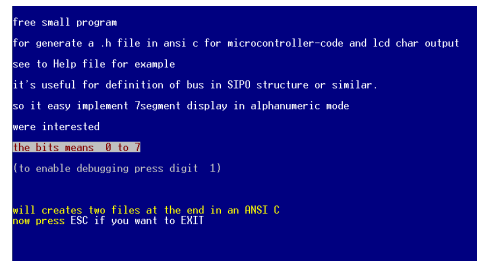 free small program
for generate a .h file in ansi c for microcontroller-code and lcd char output
see to Help file for example
it's useful for definition of bus in SIPO structure or similar.
so it easy implement 7segment display in alphanumeric mode
were interested
the bits means  0 to 7
(to enable debugging press digit  1)
will creates two files at the end in an ANSI C
now press ESC if you want to EXIT